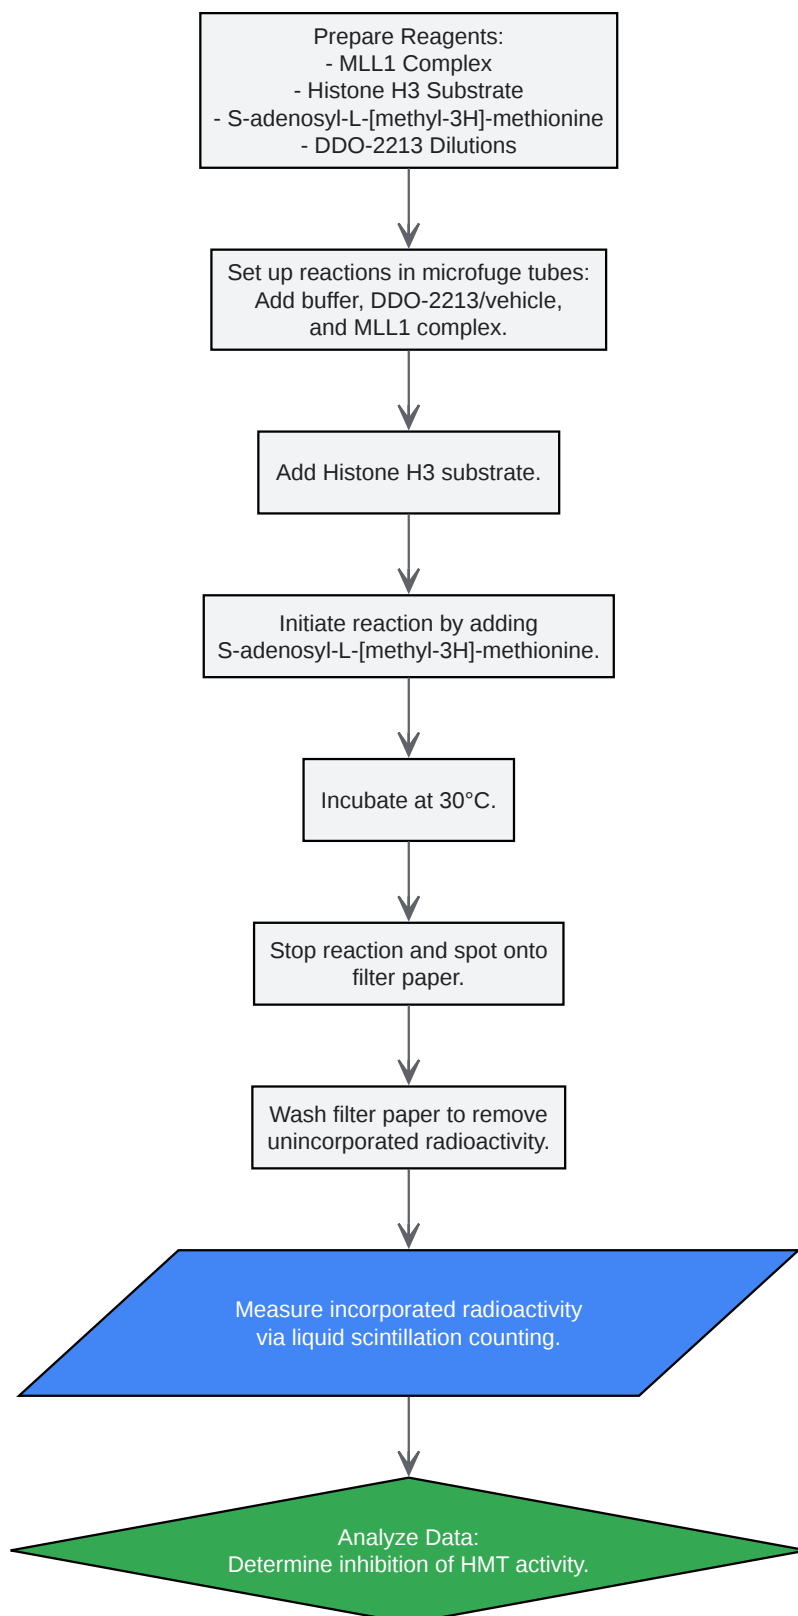 Prepare Reagents:
- MLL1 Complex
- Histone H3 Substrate
- S-adenosyl-L-[methyl-3H]-methionine
- DDO-2213 Dilutions
Set up reactions in microfuge tubes:
Add buffer, DDO-2213/vehicle,
and MLL1 complex.
Add Histone H3 substrate.
Initiate reaction by adding
S-adenosyl-L-[methyl-3H]-methionine.
Incubate at 30°C.
Stop reaction and spot onto
filter paper.
Wash filter paper to remove
unincorporated radioactivity.
Measure incorporated radioactivity
via liquid scintillation counting.
Analyze Data:
Determine inhibition of HMT activity.